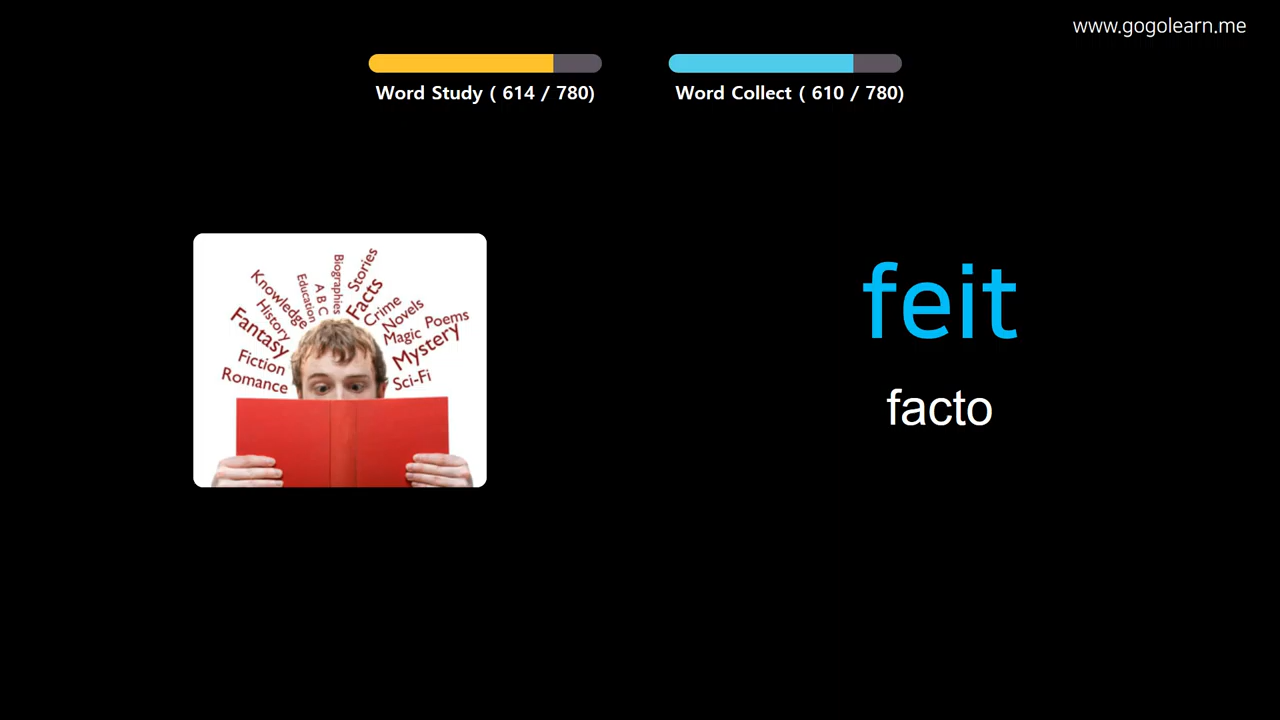 www.gogolearn.me
Word Study ( 614 / 780)
Word Collect ( 610 / 780)
Knowledge
History
Fantasy
Fiction
Romance
Education
A B C
Biographies
Stories
Facts
Crime
Novels
Magic
Poems
Mystery
Sci-Fi
feit
facto